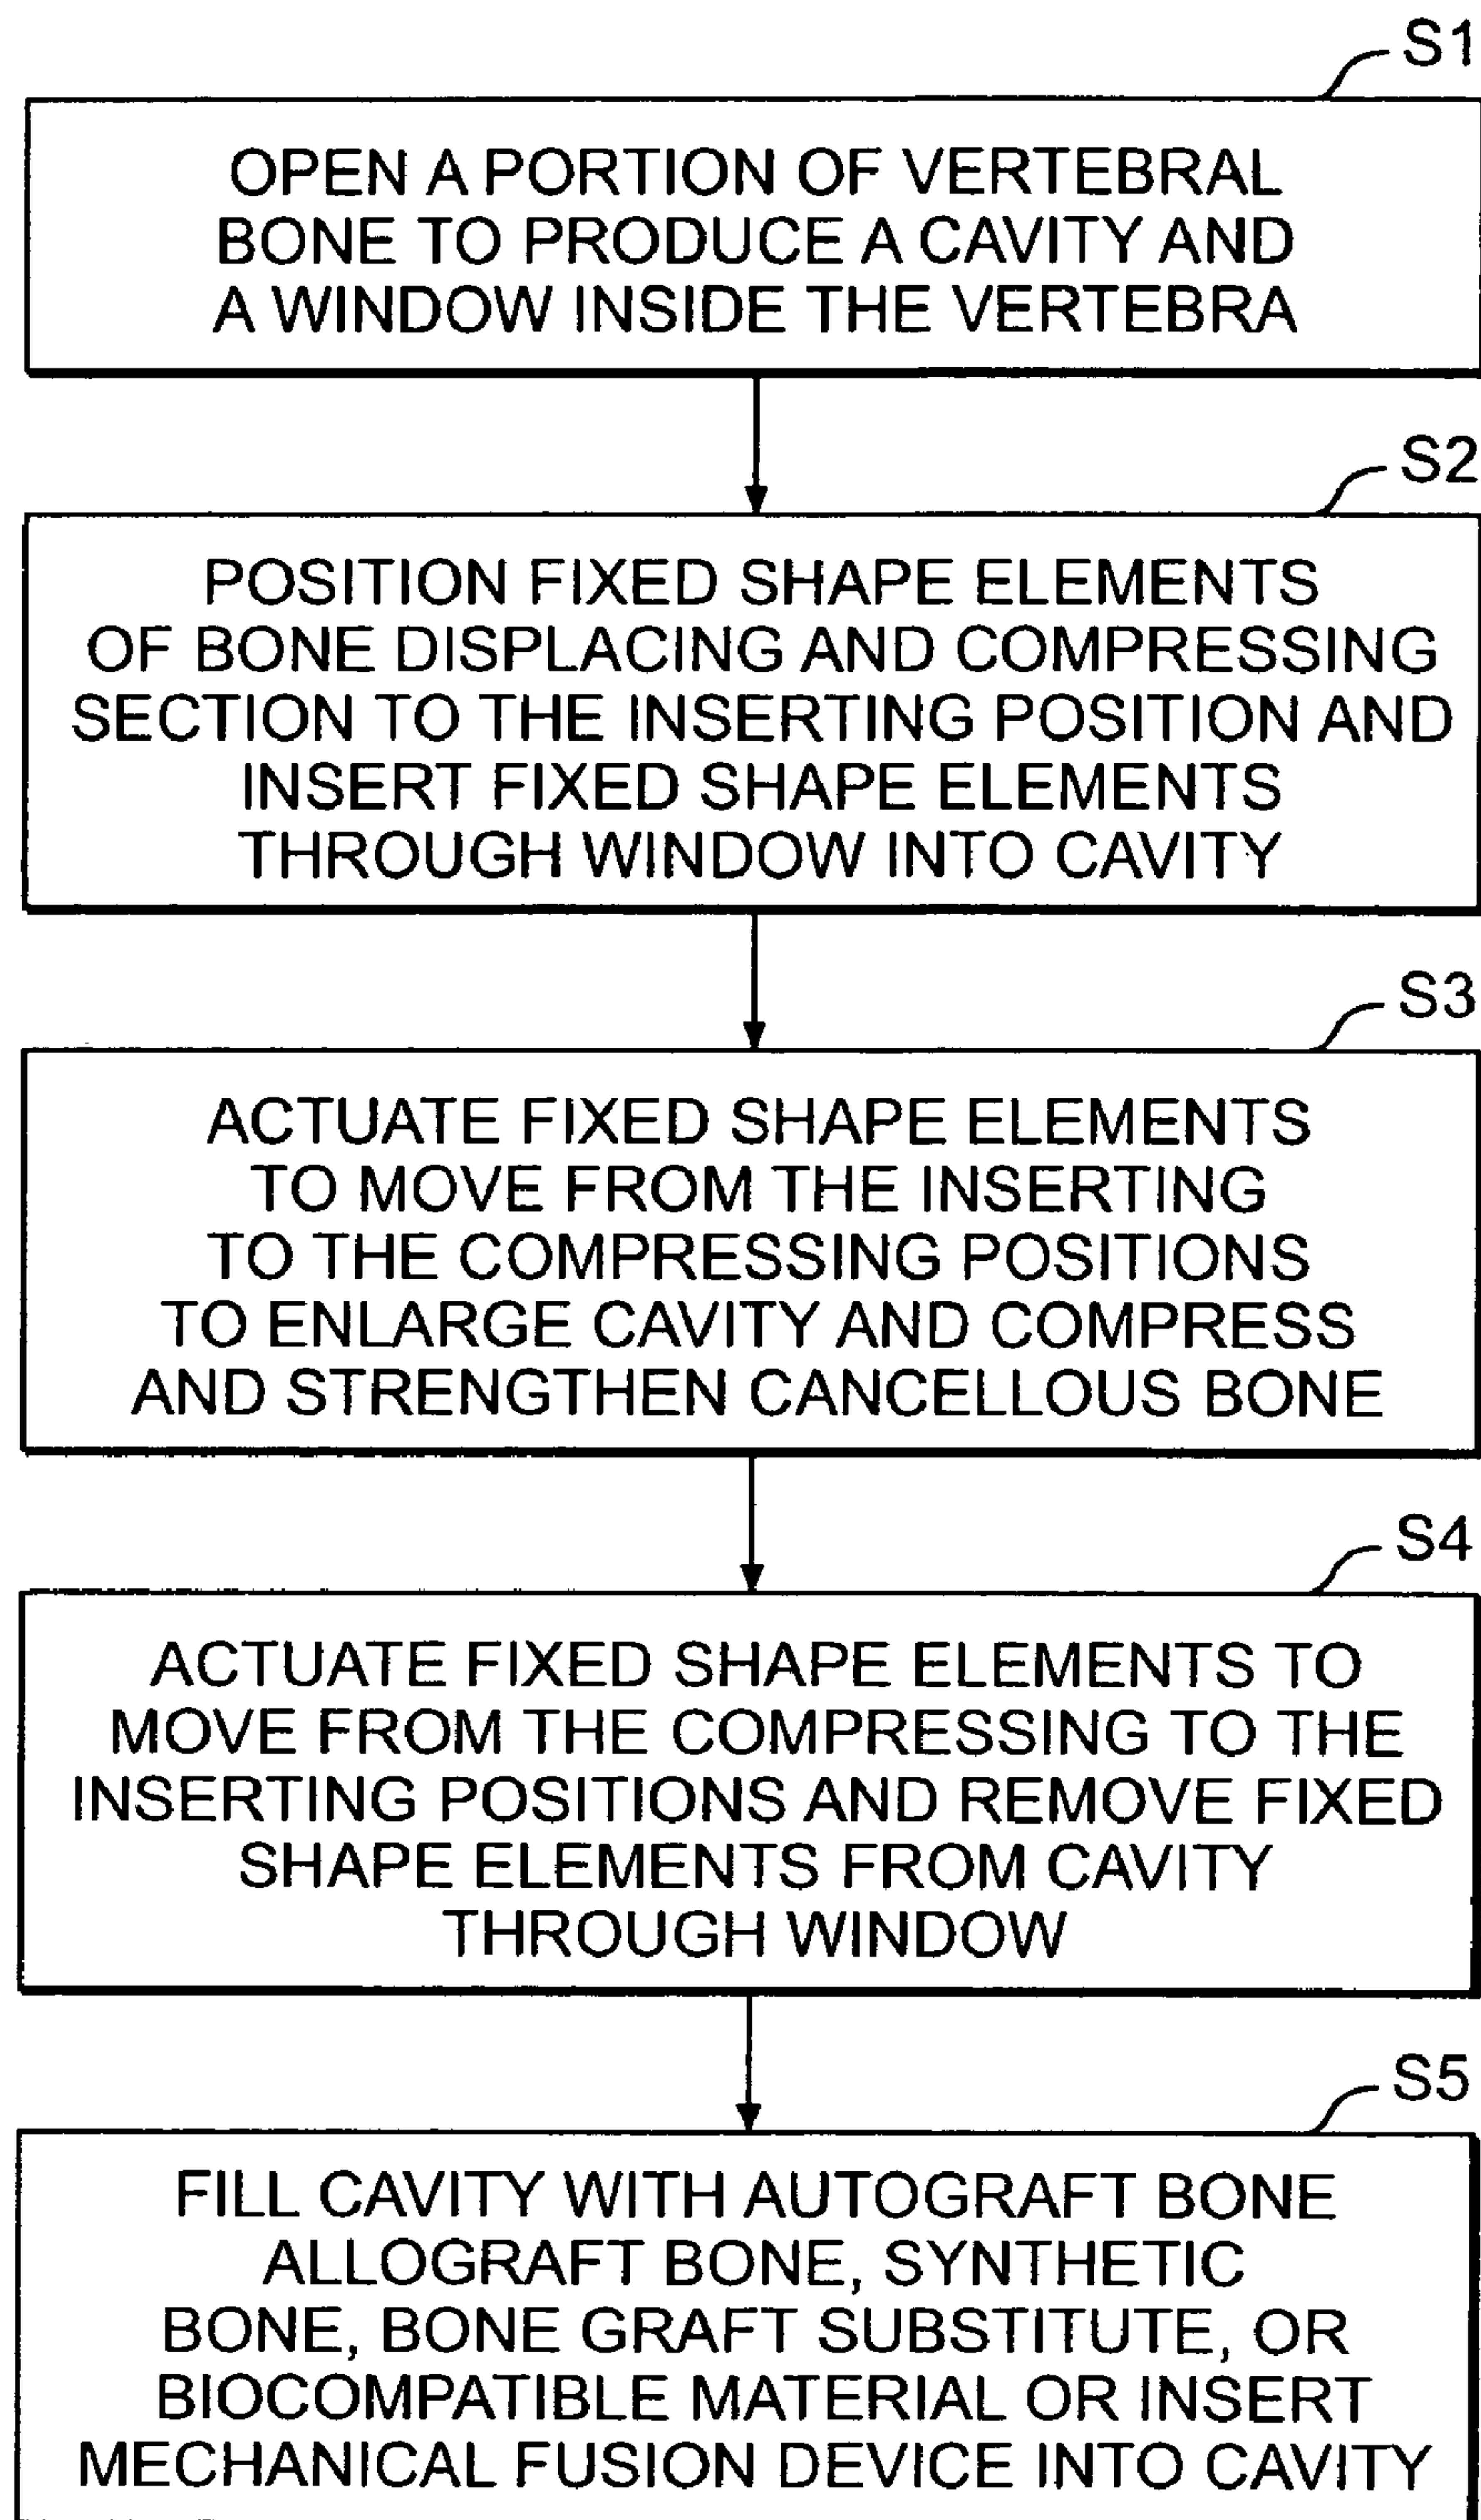 S1
OPEN A PORTION OF VERTEBRAL
BONE TO PRODUCE A CAVITY AND
A WINDOW INSIDE THE VERTEBRA
S2
POSITION FIXED SHAPE ELEMENTS
OF BONE DISPLACING AND COMPRESSING
SECTION TO THE INSERTING POSITION AND
INSERT FIXED SHAPE ELEMENTS
THROUGH WINDOW INTO CAVITY
S3
ACTUATE FIXED SHAPE ELEMENTS
TO MOVE FROM THE INSERTING
TO THE COMPRESSING POSITIONS
TO ENLARGE CAVITY AND COMPRESS
AND STRENGTHEN CANCELLOUS BONE
S4
ACTUATE FIXED SHAPE ELEMENTS TO
MOVE FROM THE COMPRESSING TO THE
INSERTING POSITIONS AND REMOVE FIXED
SHAPE ELEMENTS FROM CAVITY
THROUGH WINDOW
S5
FILL CAVITY WITH AUTOGRAFT BONE
ALLOGRAFT BONE, SYNTHETIC
BONE, BONE GRAFT SUBSTITUTE, OR
BIOCOMPATIBLE MATERIAL OR INSERT
MECHANICAL FUSION DEVICE INTO CAVITY